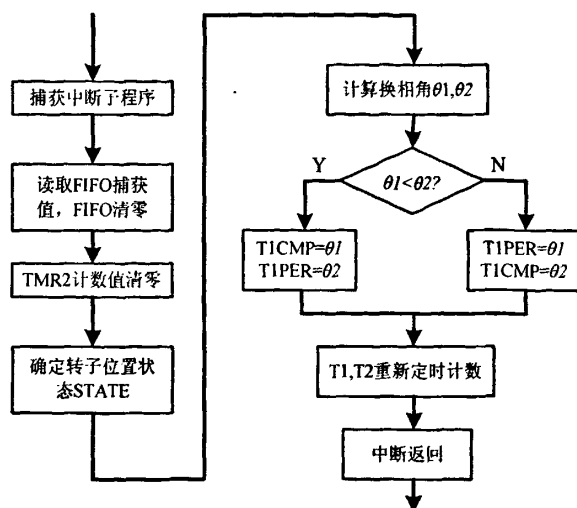 捕获中断子程序
读取FIFO捕获
值，FIFO清零
TMR2计数值清零
确定转子位置状
态STATE
计算换相角θ1,θ2
Y
N
θ1<θ2?
T1CMP=θ1
T1PER=θ2
T1PER=θ1
T1CMP=θ2
T1,T2重新定时计数
中断返回